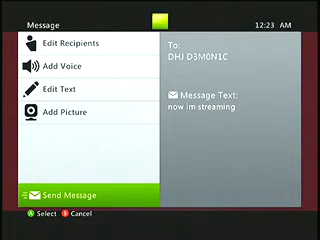 Message
12:23 AM
Edit Recipients
Add Voice
Edit Text
Add Picture
Send Message
To:
DHJ D3M0N1C
Message Text:
now im streaming
A Select B Cancel